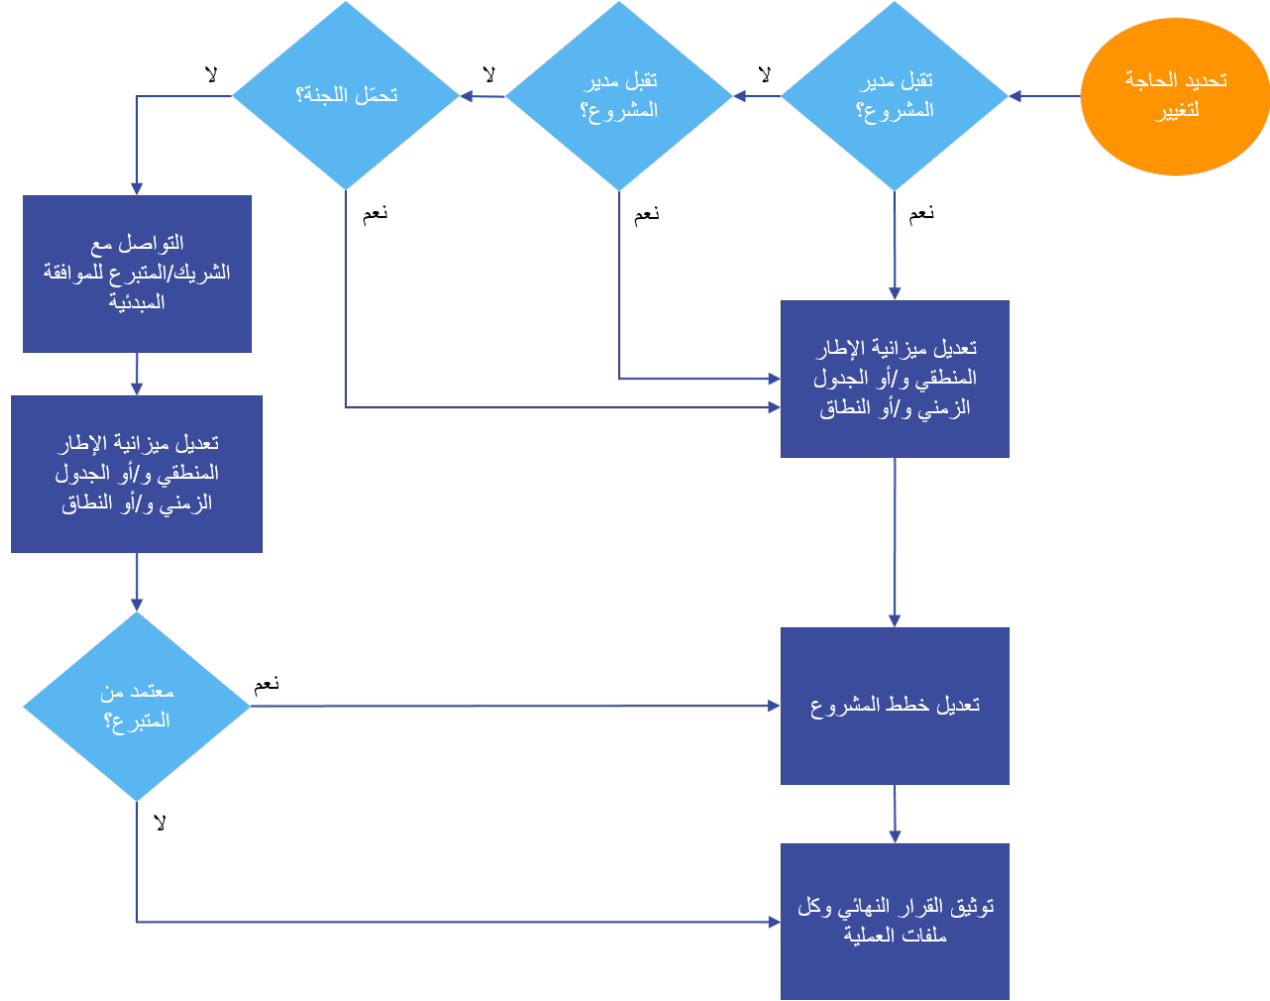 تحديد الحاجة
لتغيير
تقبل مدير
المشروع؟
لا
نعم
تقبل مدير
المشروع؟
لا
نعم
تحمّل اللجنة؟
لا
نعم
التواصل مع
الشريك/المتبرع للموافقة
المبدئية
تعديل ميزانية الإطار
المنطقي و/أو الجدول
الزمني و/أو النطاق
تعديل ميزانية الإطار
المنطقي و/أو الجدول
الزمني و/أو النطاق
معتمد من
المتبرع؟
نعم
لا
تعديل خطط المشروع
توثيق القرار النهائي وكل
ملفات العملية